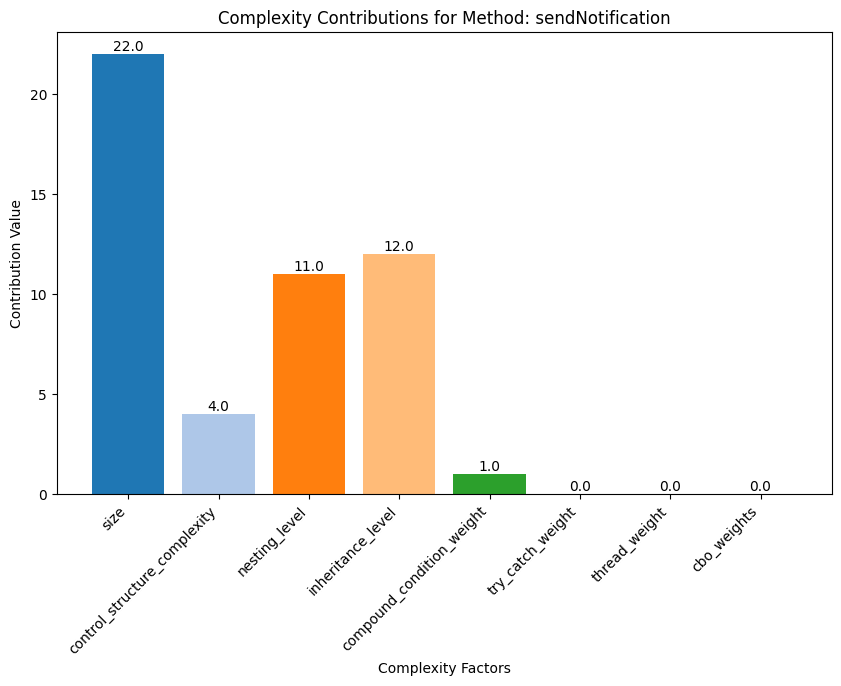 Complexity Contributions for Method: sendNotification
22.0
4.0
11.0
12.0
1.0
0.0
0.0
0.0
Contribution Value
20
15
10
5
0
size
control_structure_complexity
nesting_level
inheritance_level
compound_condition_weight
try_catch_weight
thread_weight
cbo_weights
Complexity Factors